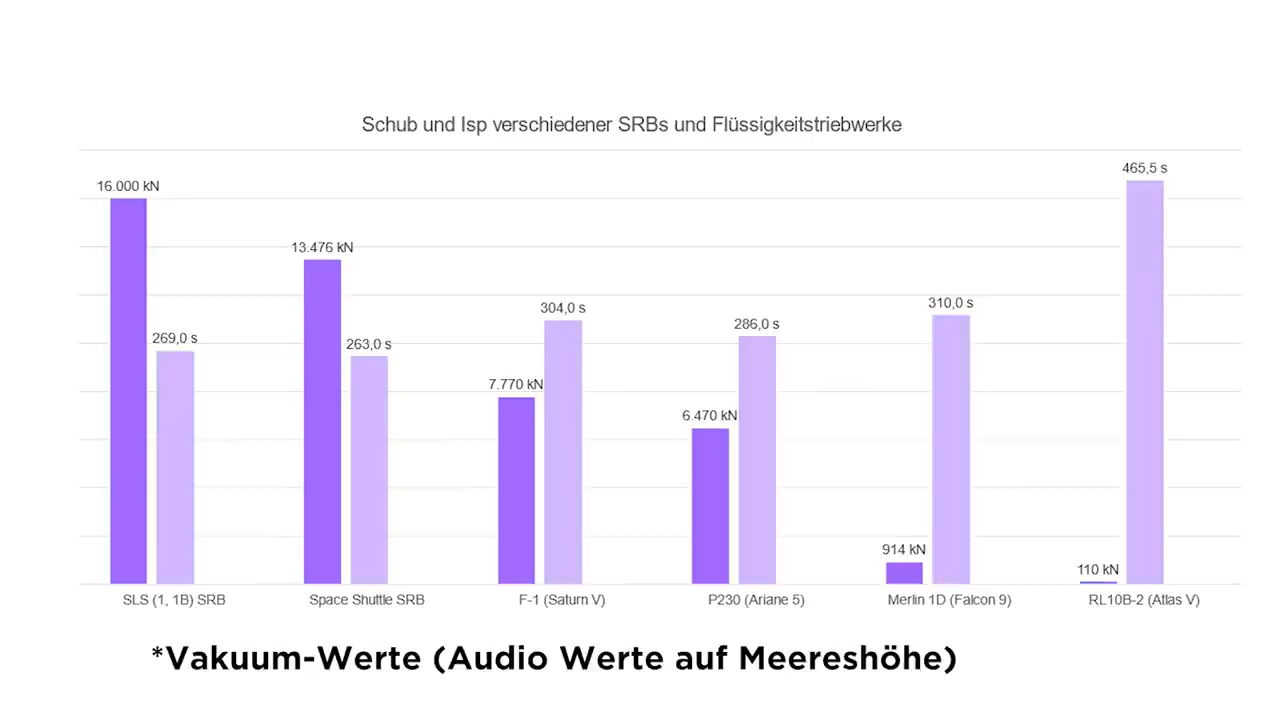 Schub und Isp verschiedener SRBs und Flüssigkeitstriebwerke
16.000 kN
269,0 s
13.476 kN
263,0 s
7.770 kN
304,0 s
6.470 kN
286,0 s
914 kN
310,0 s
110 kN
465,5 s
SLS (1, 1B) SRB
Space Shuttle SRB
F-1 (Saturn V)
P230 (Ariane 5)
Merlin 1D (Falcon 9)
RL10B-2 (Atlas V)
*Vakuum-Werte (Audio Werte auf Meereshöhe)